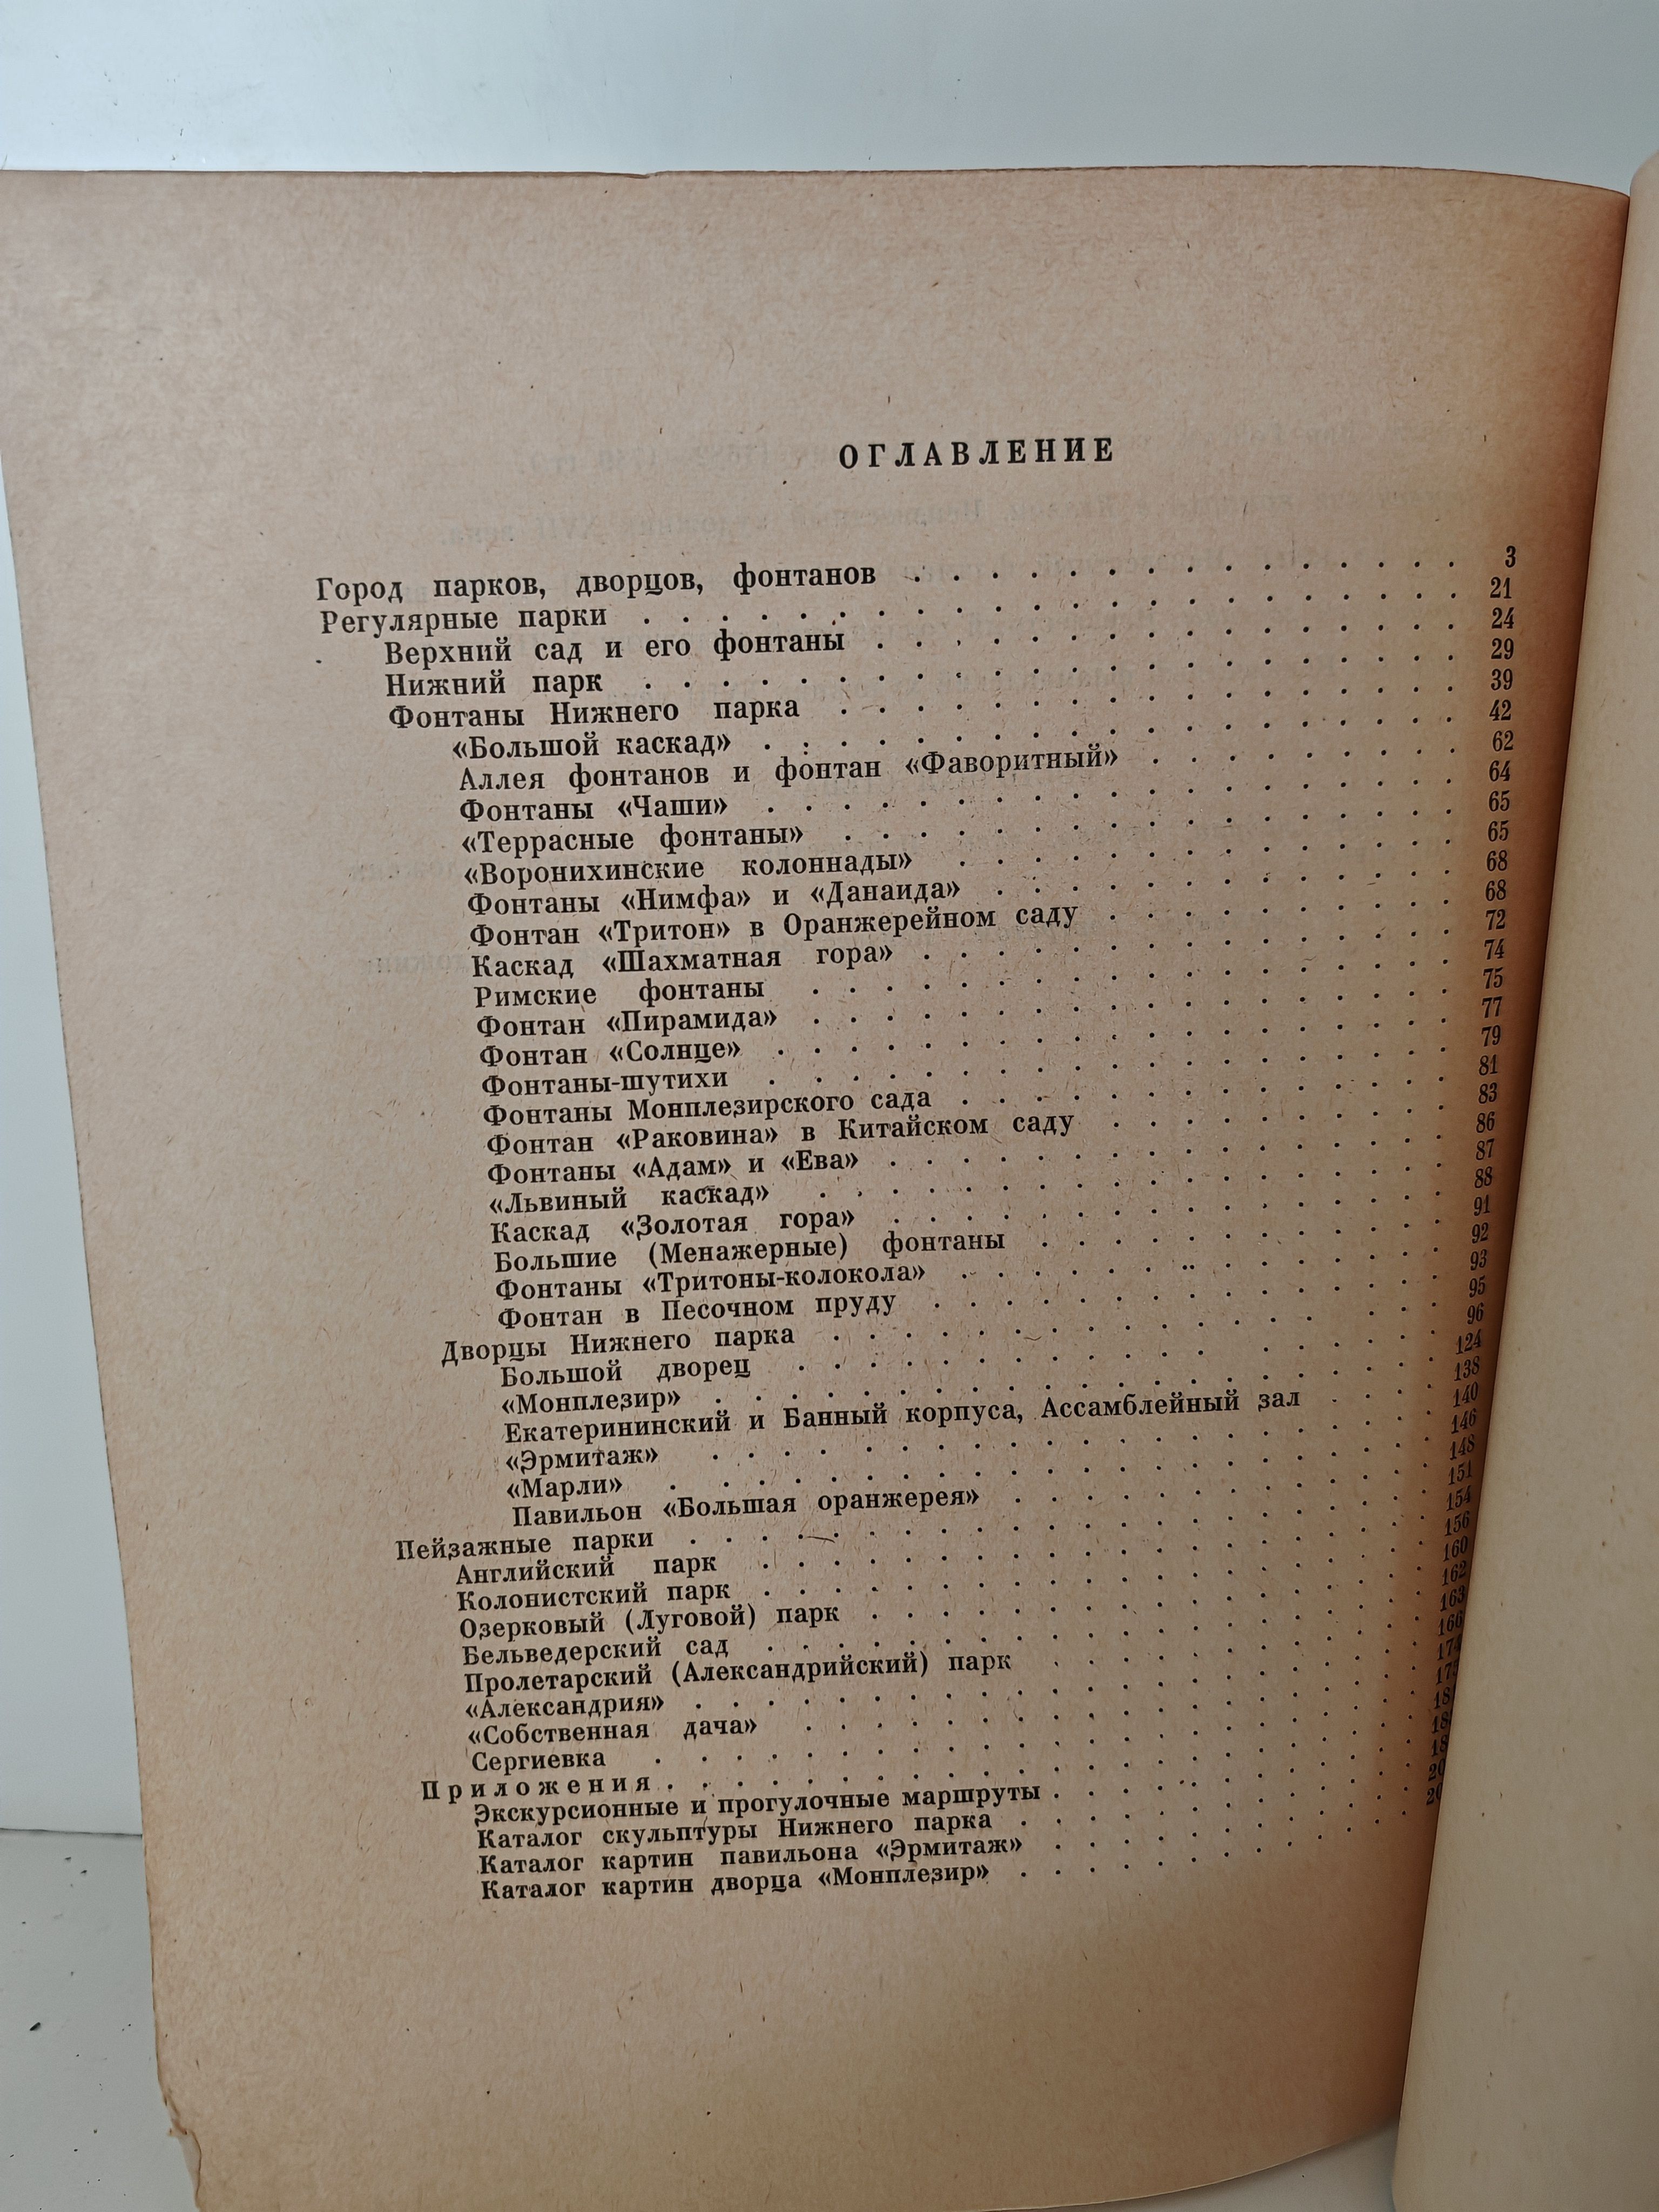 ОГЛАВЛЕНИЕ
Город парков, дворцов, фонтанов . . . . . . . . . . . . . . . 3
Регулярные парки . . . . . . . . . . . . . . . . . . . . . . 21
Верхний сад и его фонтаны . . . . . . . . . . . . . . . . 24
Нижний парк . . . . . . . . . . . . . . . . . . . . . . 29
Фонтаны Нижнего парка . . . . . . . . . . . . . . . . . 39
«Большой каскад» . . . . . . . . . . . . . . . . . . . 42
Аллея фонтанов и фонтан «Фаворитный» . . . . . . . . . 62
Фонтаны «Чаши» . . . . . . . . . . . . . . . . . . . 64
«Террасные фонтаны» . . . . . . . . . . . . . . . . . 65
«Воронихинские колоннады» . . . . . . . . . . . . . . 65
Фонтаны «Нимфа» и «Данаида» . . . . . . . . . . . . . 68
Фонтан «Тритон» в Оранжерейном саду . . . . . . . . . . 68
Каскад «Шахматная гора» . . . . . . . . . . . . . . . 72
Римские фонтаны . . . . . . . . . . . . . . . . . . 74
Фонтан «Пирамида» . . . . . . . . . . . . . . . . . . 75
Фонтан «Солнце» . . . . . . . . . . . . . . . . . . . 77
Фонтаны-шутихи . . . . . . . . . . . . . . . . . . . 79
Фонтаны Монплезирского сада . . . . . . . . . . . . . . 81
Фонтан «Раковина» в Китайском саду . . . . . . . . . . 83
Фонтаны «Адам» и «Ева» . . . . . . . . . . . . . . . . 86
«Львиный каскад» . . . . . . . . . . . . . . . . . . 87
Каскад «Золотая гора» . . . . . . . . . . . . . . . . 88
Большие (Менажерные) фонтаны . . . . . . . . . . . . . 91
Фонтаны «Тритоны-колокола» . . . . . . . . . . . . . . 92
Фонтан в Песочном пруду . . . . . . . . . . . . . . . 93
Дворцы Нижнего парка . . . . . . . . . . . . . . . . . 95
Большой дворец . . . . . . . . . . . . . . . . . . . 96
«Монплезир» . . . . . . . . . . . . . . . . . . . . 124
Екатерининский и Банный корпуса, Ассамблейный зал . . . . 138
«Эрмитаж» . . . . . . . . . . . . . . . . . . . . . 140
«Марли» . . . . . . . . . . . . . . . . . . . . . . 146
Павильон «Большая оранжерея» . . . . . . . . . . . . . 148
Пейзажные парки . . . . . . . . . . . . . . . . . . . . 151
Английский парк . . . . . . . . . . . . . . . . . . . 154
Колонистский парк . . . . . . . . . . . . . . . . . . 156
Озерковый (Луговой) парк . . . . . . . . . . . . . . . 160
Бельведерский сад . . . . . . . . . . . . . . . . . . 162
Пролетарский (Александрийский) парк . . . . . . . . . . 163
«Александрия» . . . . . . . . . . . . . . . . . . . . 166
«Собственная дача» . . . . . . . . . . . . . . . . . 174
Сергиевка . . . . . . . . . . . . . . . . . . . . .
Приложения . . . . . . . . . . . . . . . . . . . . .
Экскурсионные и прогулочные маршруты . . . . . . . . . .
Каталог скульптуры Нижнего парка . . . . . . . . . . .
Каталог картин павильона «Эрмитаж» . . . . . . . . . .
Каталог картин дворца «Монплезир» . . . . . . . . . . .